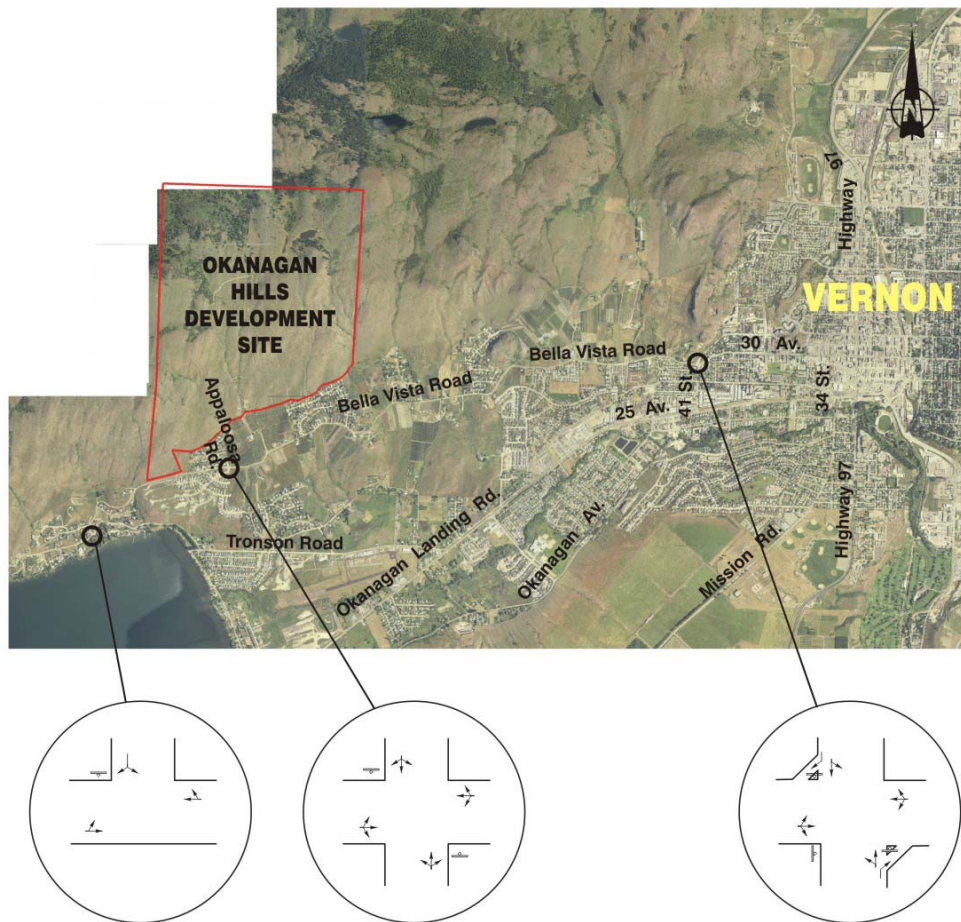 N
Highway 97
VERNON
OKANAGAN
HILLS
DEVELOPMENT
SITE
30 Av.
Bella Vista Road
Bella Vista Road
41 St.
34 St.
25 Av.
Appaloosa
Rd.
Highway 97
Tronson Road
Okanagan Landing Rd.
Okanagan Av.
Mission Rd.